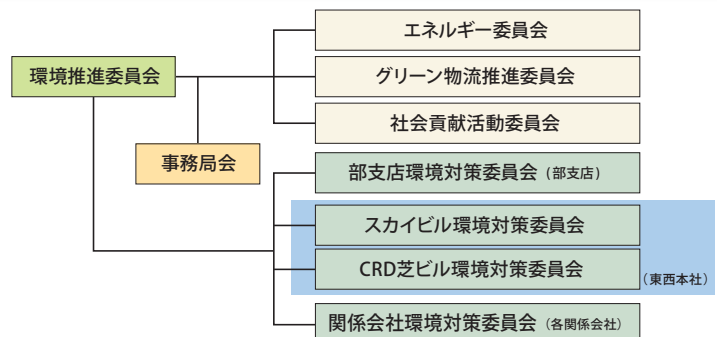 エネルギー委員会
環境推進委員会
グリーン物流推進委員会
社会貢献活動委員会
事務局会
部支店環境対策委員会（部支店）
スカイビル環境対策委員会
CRD芝ビル環境対策委員会
（東西本社）
関係会社環境対策委員会（各関係会社）